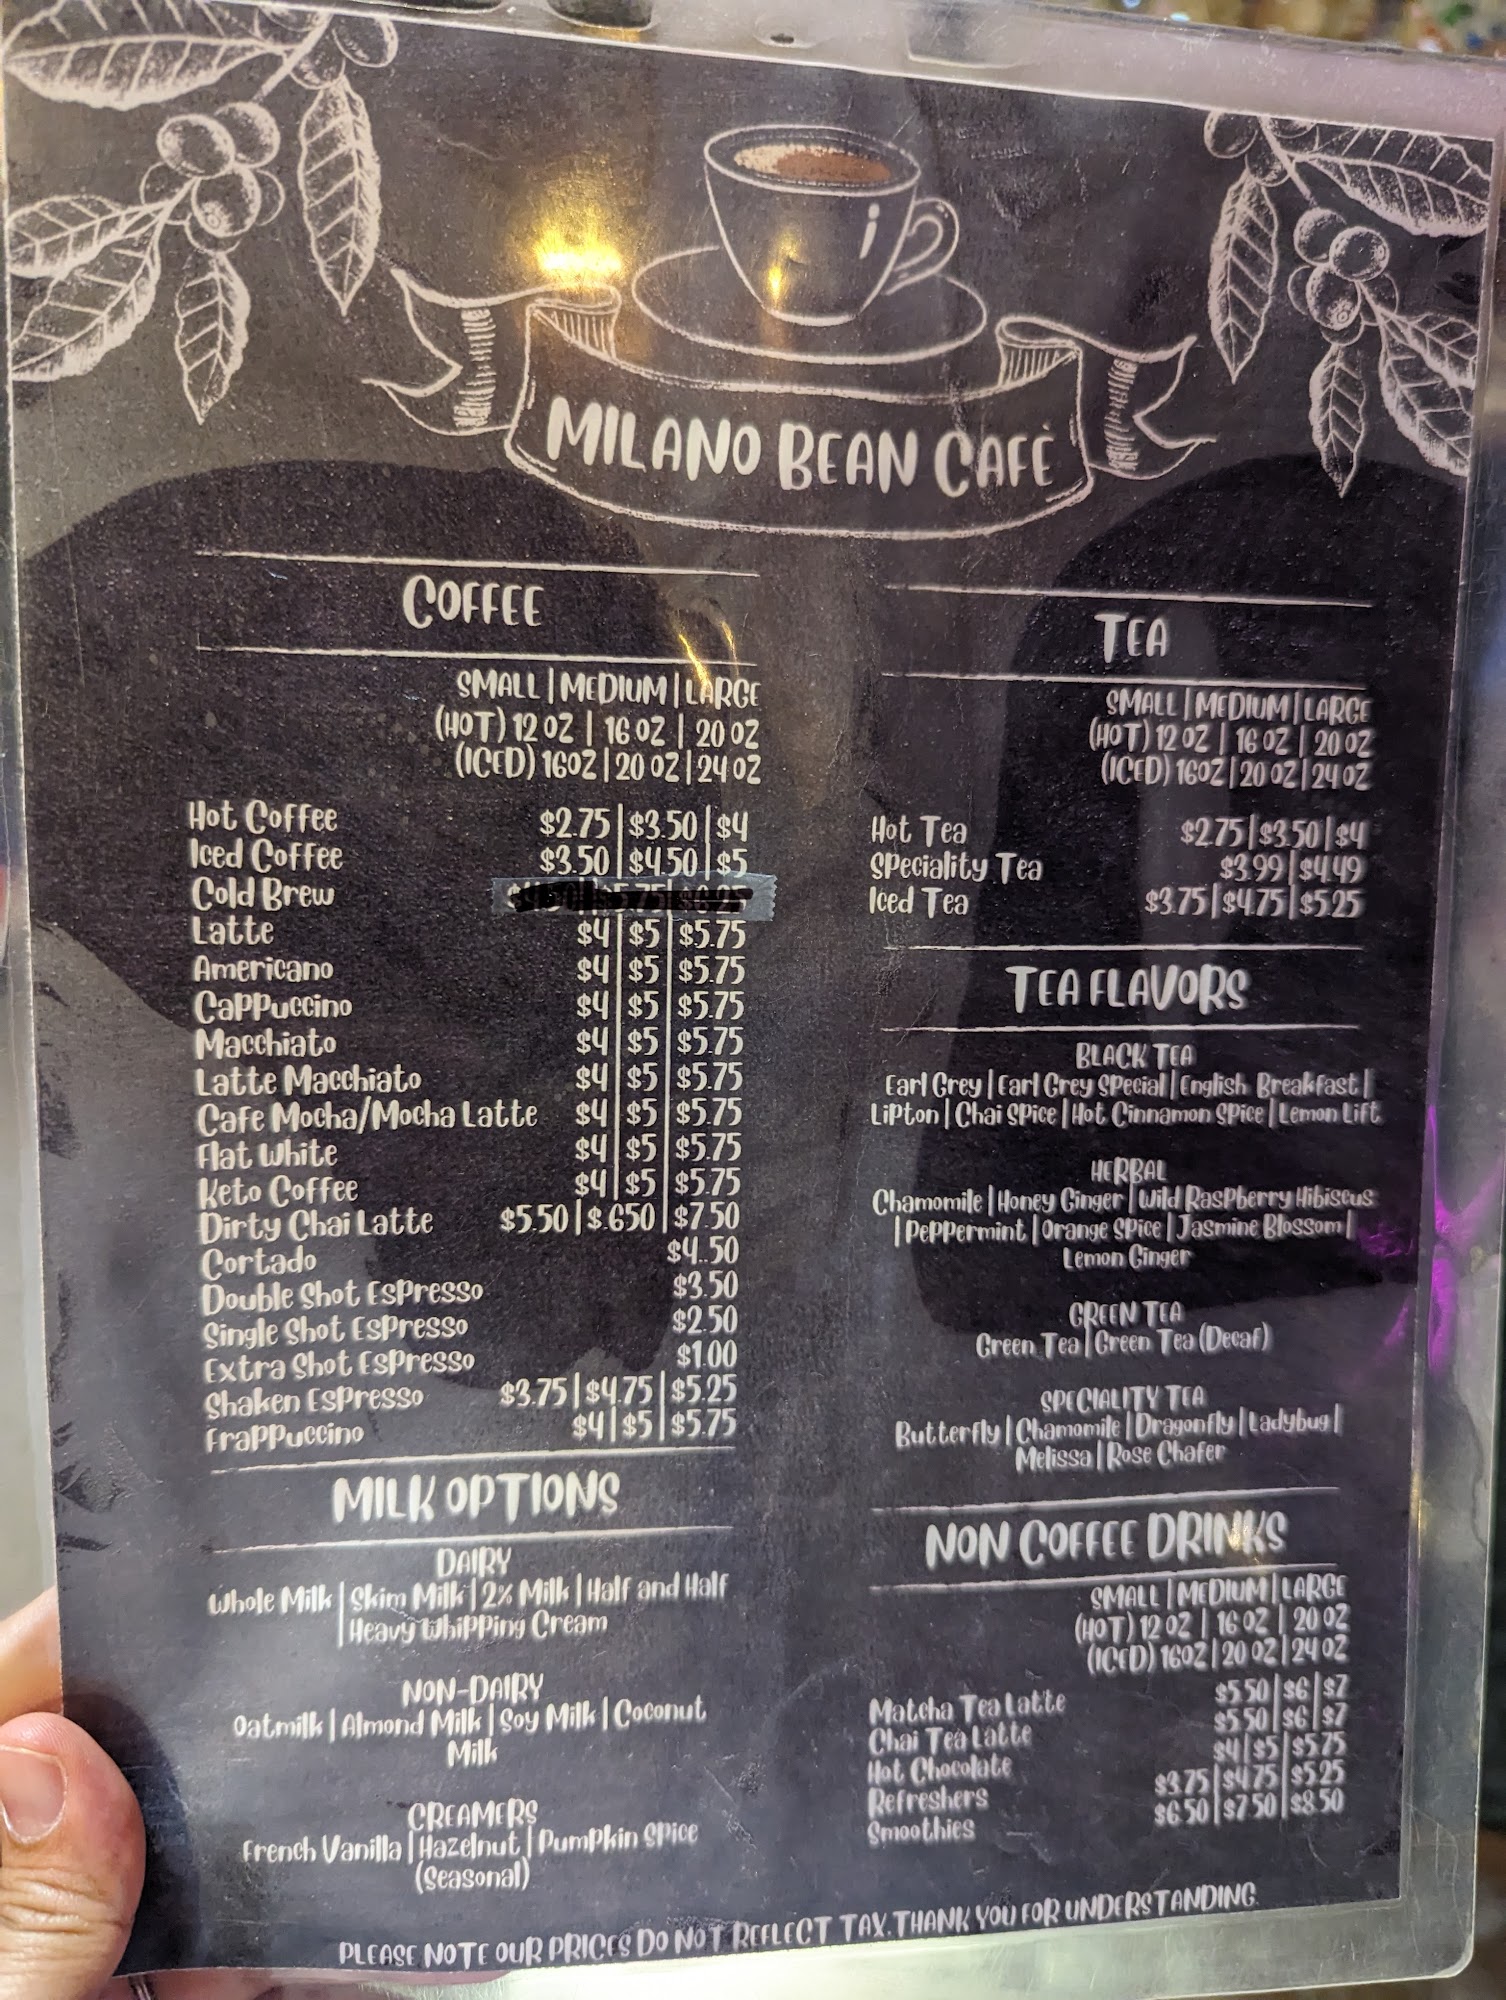 MILANO BEAN CAFÉ
COFFEE
SMALL | MEDIUM | LARGE
(HOT) 12 OZ | 16 OZ | 20 OZ
(ICED) 16OZ | 20 OZ | 24 OZ
Hot Coffee $2.75 | $3.50 | $4
Iced Coffee $3.50 | $4.50 | $5
Cold Brew
Latte $4 | $5 | $5.75
Americano $4 | $5 | $5.75
Cappuccino $4 | $5 | $5.75
Macchiato $4 | $5 | $5.75
Latte Macchiato $4 | $5 | $5.75
Cafe Mocha/Mocha Latte $4 | $5 | $5.75
Flat White $4 | $5 | $5.75
Keto Coffee $4 | $5 | $5.75
Dirty Chai Latte $5.50 | $.650 | $7.50
Cortado $4..50
Double Shot Espresso $3.50
Single Shot Espresso $2.50
Extra Shot Espresso $1.00
Shaken Espresso $3.75 | $4.75 | $5.25
Frappuccino $4 | $5 | $5.75
MILK OPTIONS
DAIRY
Whole Milk | Skim Milk | 2% Milk | Half and Half
| Heavy Whipping Cream
NON-DAIRY
Oatmilk | Almond Milk | Soy Milk | Coconut
Milk
CREAMERS
French Vanilla | Hazelnut | Pumpkin Spice
(Seasonal)
TEA
SMALL | MEDIUM | LARGE
(HOT) 12 OZ | 16 OZ | 20 OZ
(ICED) 16OZ | 20 OZ | 24 OZ
Hot Tea $2.75 | $3.50 | $4
Speciality Tea $3.99 | $4.49
Iced Tea $3.75 | $4.75 | $5.25
TEA FLAVORS
BLACK TEA
Earl Grey | Earl Grey Special | English Breakfast |
Lipton | Chai Spice | Hot Cinnamon Spice | Lemon Lift
HERBAL
Chamomile | Honey Ginger | Wild Raspberry Hibiscus
| Peppermint | Orange Spice | Jasmine Blossom |
Lemon Ginger
GREEN TEA
Green Tea | Green Tea (Decaf)
SPECIALITY TEA
Butterfly | Chamomile | Dragonfly | Ladybug |
Melissa | Rose Chafer
NON COFFEE DRINKS
SMALL | MEDIUM | LARGE
(HOT) 12 OZ | 16 OZ | 20 OZ
(ICED) 16OZ | 20 OZ | 24 OZ
Matcha Tea Latte $5.50 | $6 | $7
Chai Tea Latte $5.50 | $6 | $7
Hot Chocolate $4 | $5 | $5.75
Refreshers $3.75 | $4.75 | $5.25
Smoothies $6.50 | $7.50 | $8.50
PLEASE NOTE OUR PRICES DO NOT REFLECT TAX. THANK YOU FOR UNDERSTANDING.